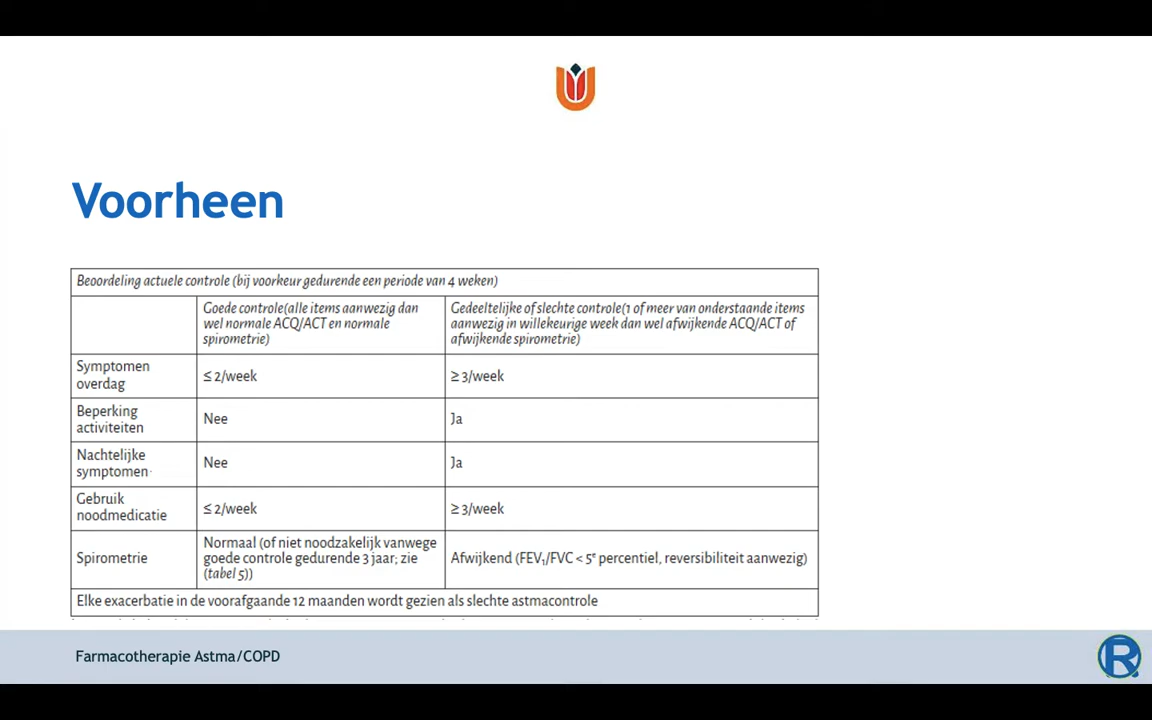 Voorheen
Beoordeling actuele controle (bij voorkeur gedurende een periode van 4 weken)
Goede controle(alle items aanwezig dan
wel normale ACQ/ACT en normale
spirometrie)
Gedeeltelijke of slechte controle(1 of meer van onderstaande items
aanwezig in willekeurige week dan wel afwijkende ACQ/ACT of
afwijkende spirometrie)
Symptomen
overdag
≤ 2/week
≥ 3/week
Beperking
activiteiten
Nee
Ja
Nachtelijke
symptomen
Nee
Ja
Gebruik
noodmedicatie
≤ 2/week
≥ 3/week
Spirometrie
Normaal (of niet noodzakelijk vanwege
goede controle gedurende 3 jaar; zie
(tabel 5))
Afwijkend (FEV₁/FVC < 5ᵉ percentiel, reversibiliteit aanwezig)
Elke exacerbatie in de voorafgaande 12 maanden wordt gezien als slechte astmacontrole
Farmacotherapie Astma/COPD
R